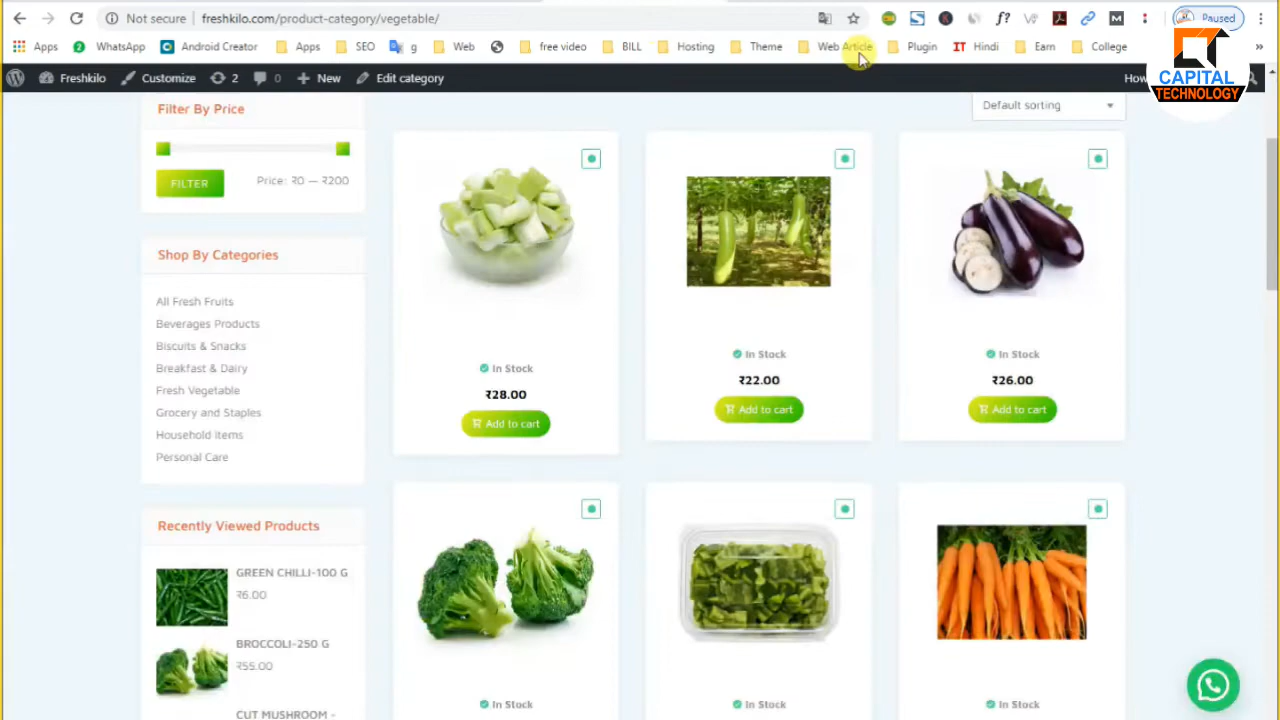 Not secure | freshkilo.com/product-category/vegetable/
Paused
Apps WhatsApp Android Creator Apps SEO g Web free video BILL Hosting Theme Web Article Plugin IT Hindi Earn College »
Freshkilo Customize 2 0 New Edit category How
CAPITAL
TECHNOLOGY
Filter By Price
FILTER Price: ₹0 — ₹200
Shop By Categories
All Fresh Fruits
Beverages Products
Biscuits & Snacks
Breakfast & Dairy
Fresh Vegetable
Grocery and Staples
Household Items
Personal Care
Recently Viewed Products
GREEN CHILLI-100 G
₹6.00
BROCCOLI-250 G
₹55.00
CUT MUSHROOM -
Default sorting
In Stock
₹28.00
Add to cart
In Stock
₹22.00
Add to cart
In Stock
₹26.00
Add to cart
In Stock
In Stock
In Stock